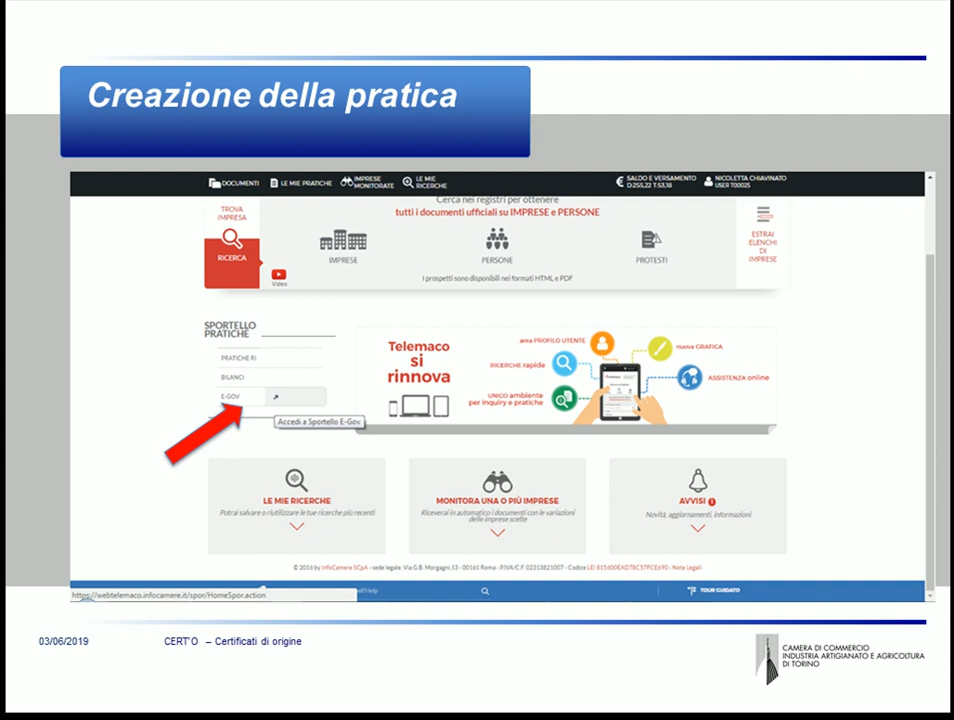 Creazione della pratica
DOCUMENTI
LE MIE PRATICHE
IMPRESE
MONITORATE
LE MIE
RICERCHE
SALDO E VERSAMENTO
D:255,22 T:53,18
NICOLETTA CHIAVINATO
USER T00025
TROVA
IMPRESA
RICERCA
Cerca nei registri per ottenere
tutti i documenti ufficiali su IMPRESE e PERSONE
IMPRESE
PERSONE
PROTESTI
Video
I prospetti sono disponibili nei formati HTML e PDF
ESTRAI
ELENCHI
DI
IMPRESE
SPORTELLO
PRATICHE
PRATICHE RI
BILANCI
E-GOV
Accedi a Sportello E-Gov
Telemaco
si
rinnova
area PROFILO UTENTE
nuova GRAFICA
RICERCHE rapide
ASSISTENZA online
UNICO ambiente
per inquiry e pratiche
LE MIE RICERCHE
Potrai salvare o riutilizzare le tue ricerche più recenti
MONITORA UNA O PIÙ IMPRESE
Riceverai in automatico i documenti con le variazioni
delle imprese scelte
AVVISI 1
Novità, aggiornamenti, informazioni
© 2016 by InfoCamere SCpA - sede legale: Via G.B. Morgagni, 13 - 00161 Roma - P.IVA/C.F. 02313821007 - Codice LEI 815600EAD78C57FCE690 - Note Legali
https://webtelemaco.infocamere.it/spor/HomeSpor.action
TOUR GUIDATO
03/06/2019
CERT'O – Certificati di origine
CAMERA DI COMMERCIO
INDUSTRIA ARTIGIANATO E AGRICOLTURA
DI TORINO